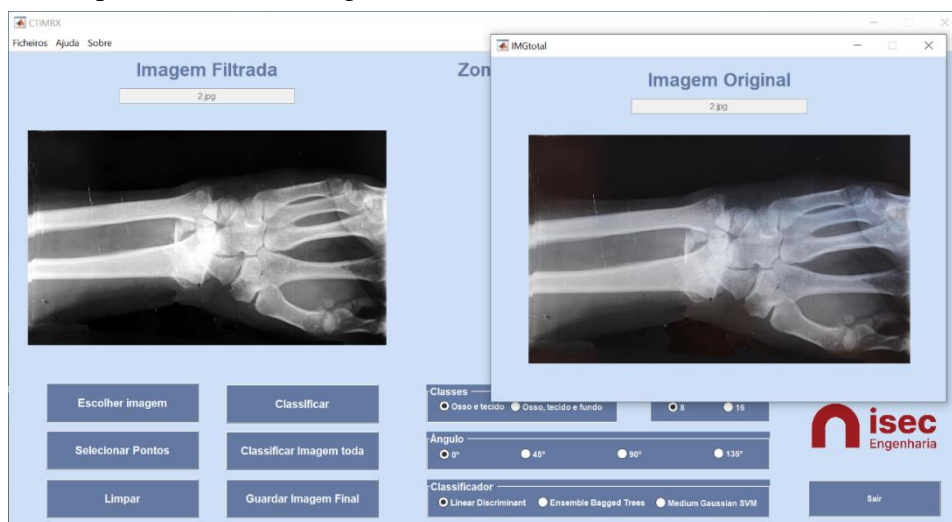 CTIMRX
Ficheiros Ajuda Sobre
Imagem Filtrada
2.jpg
Zon
IMGtotal
Imagem Original
2.jpg
Escolher imagem
Classificar
Selecionar Pontos
Classificar Imagem toda
Limpar
Guardar Imagem Final
Classes
Osso e tecido Osso, tecido e fundo
8 16
Ângulo
0° 45° 90° 135°
Classificador
Linear Discriminant Ensemble Bagged Trees Medium Gaussian SVM
isec
Engenharia
Sair